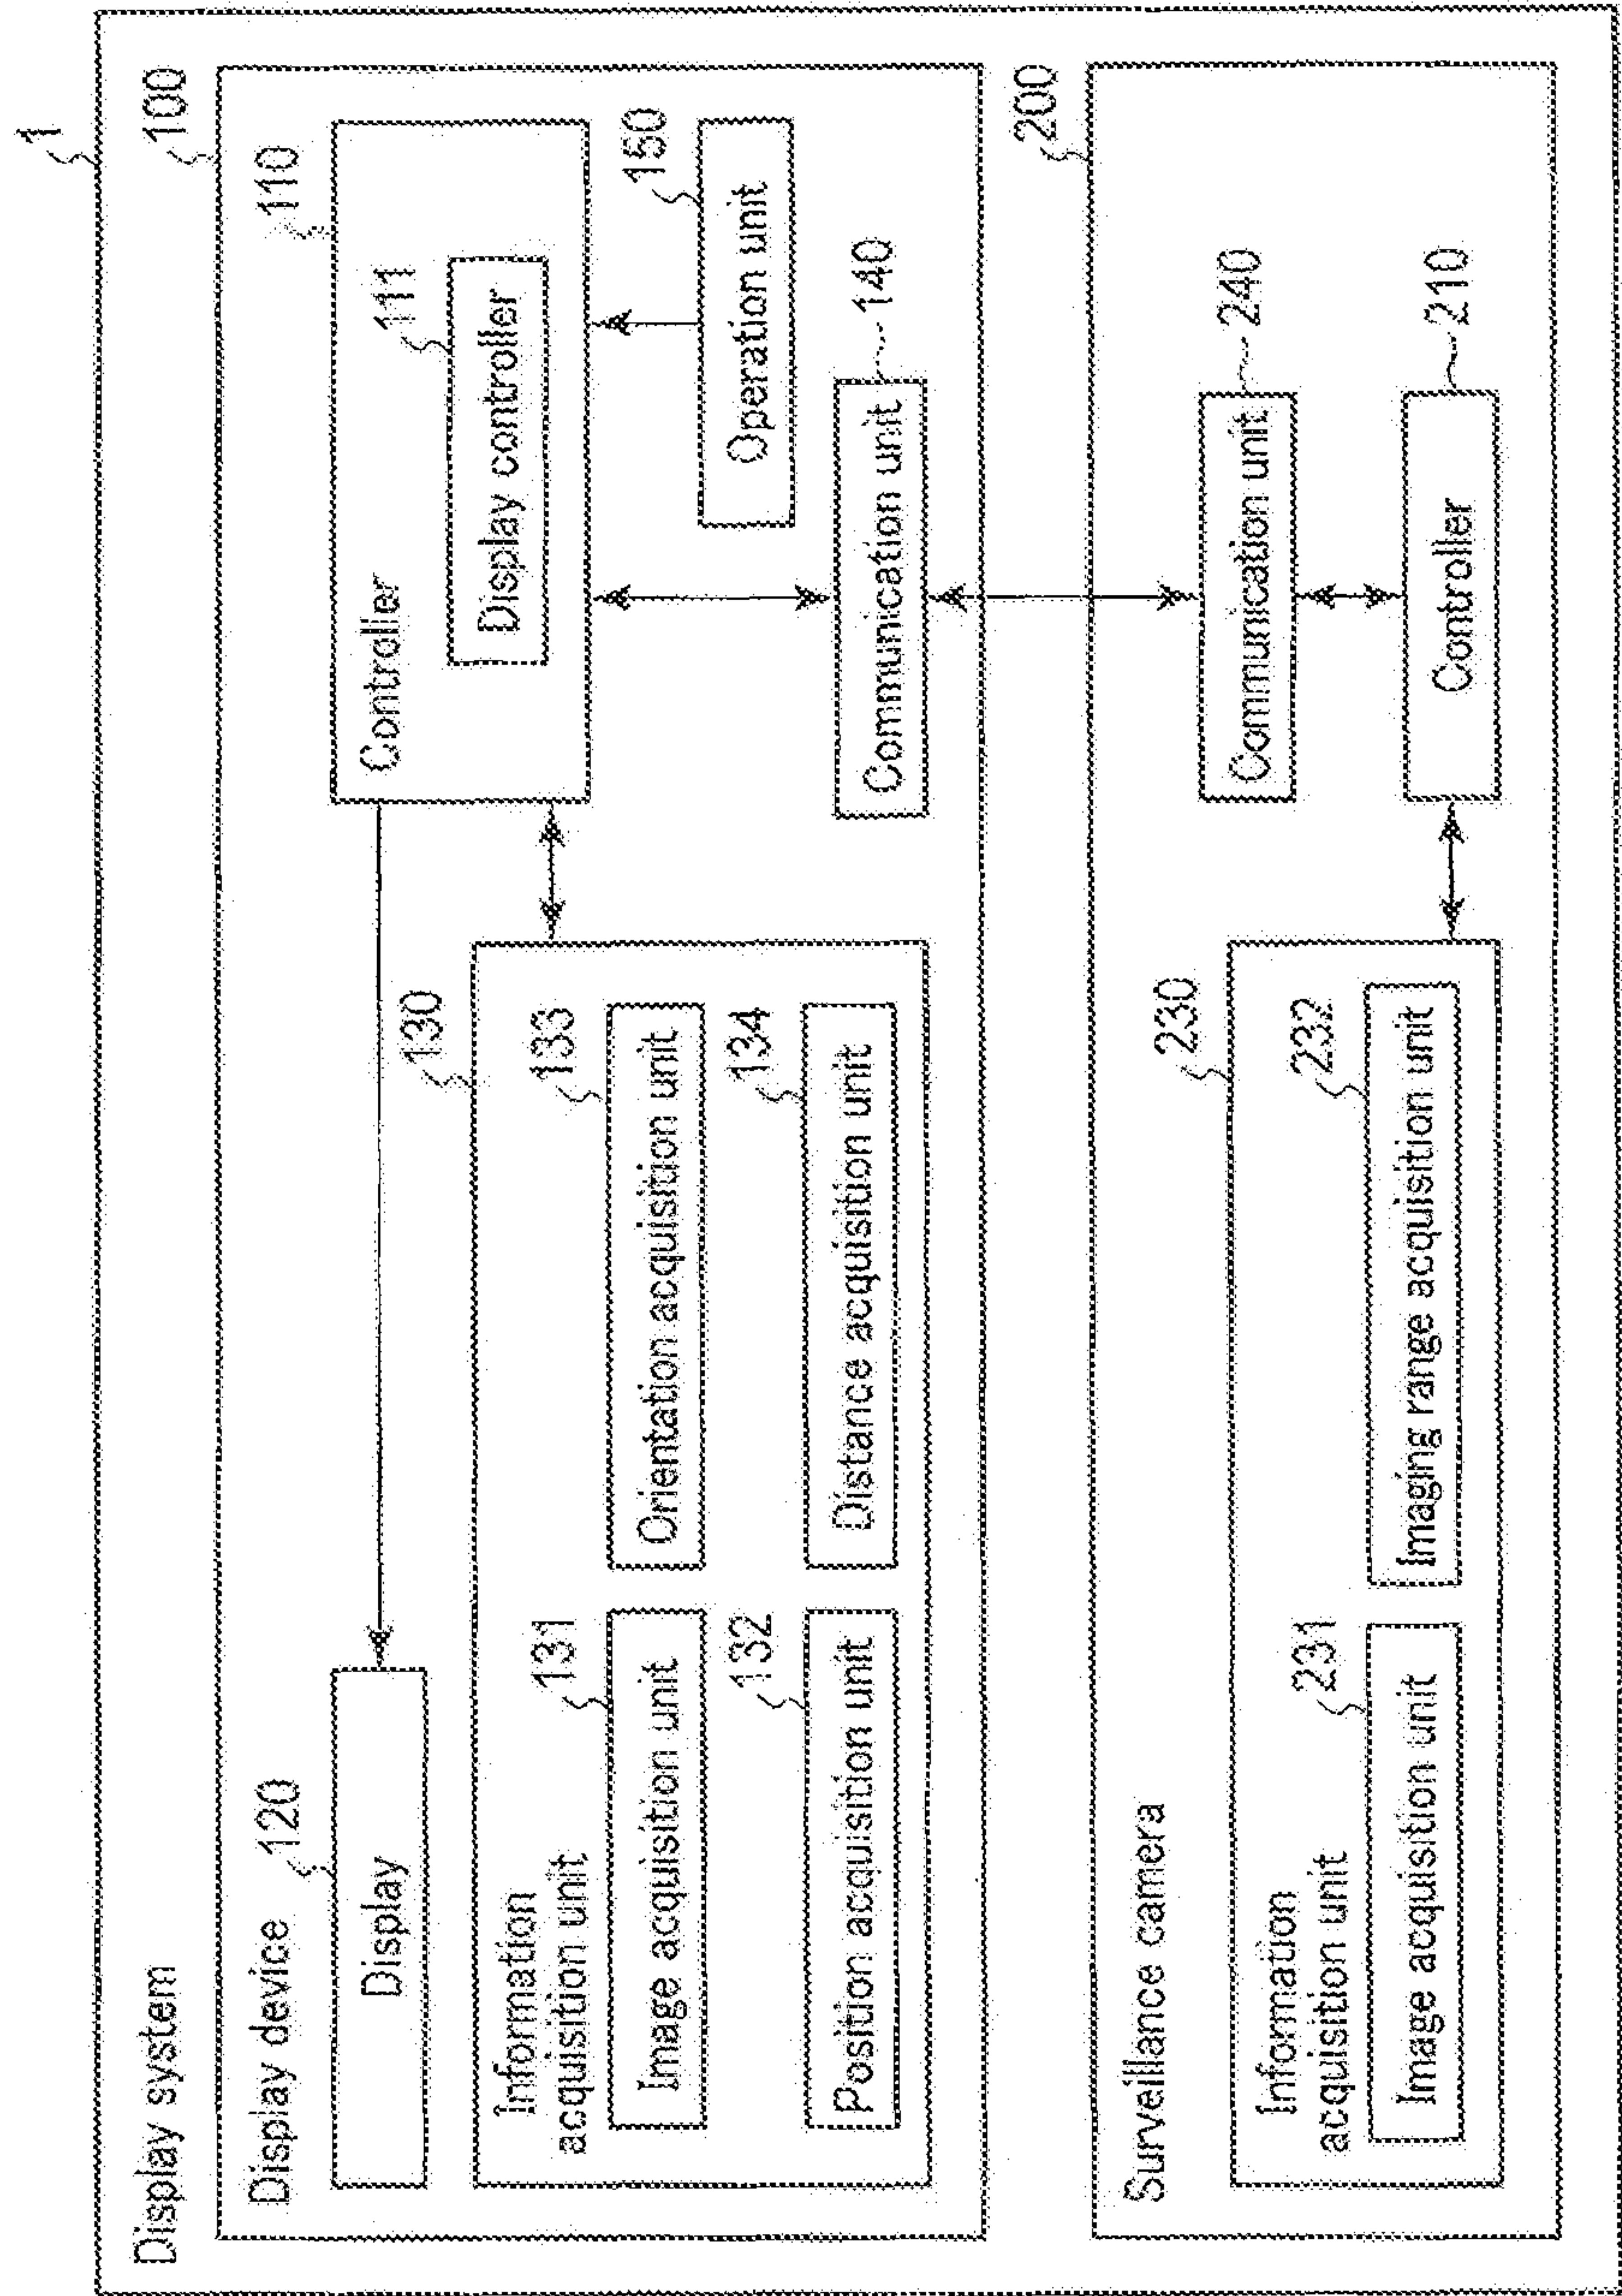 1
Display system
100
Display device
120
Display
110
Controller
111
Display controller
130
Information
acquisition unit
131
Image acquisition unit
133
Orientation acquisition unit
132
Position acquisition unit
134
Distance acquisition unit
150
Operation unit
Communication unit
140
200
Surveillance camera
230
Information
acquisition unit
231
Image acquisition unit
232
Imaging range acquisition unit
Communication unit
240
Controller
210